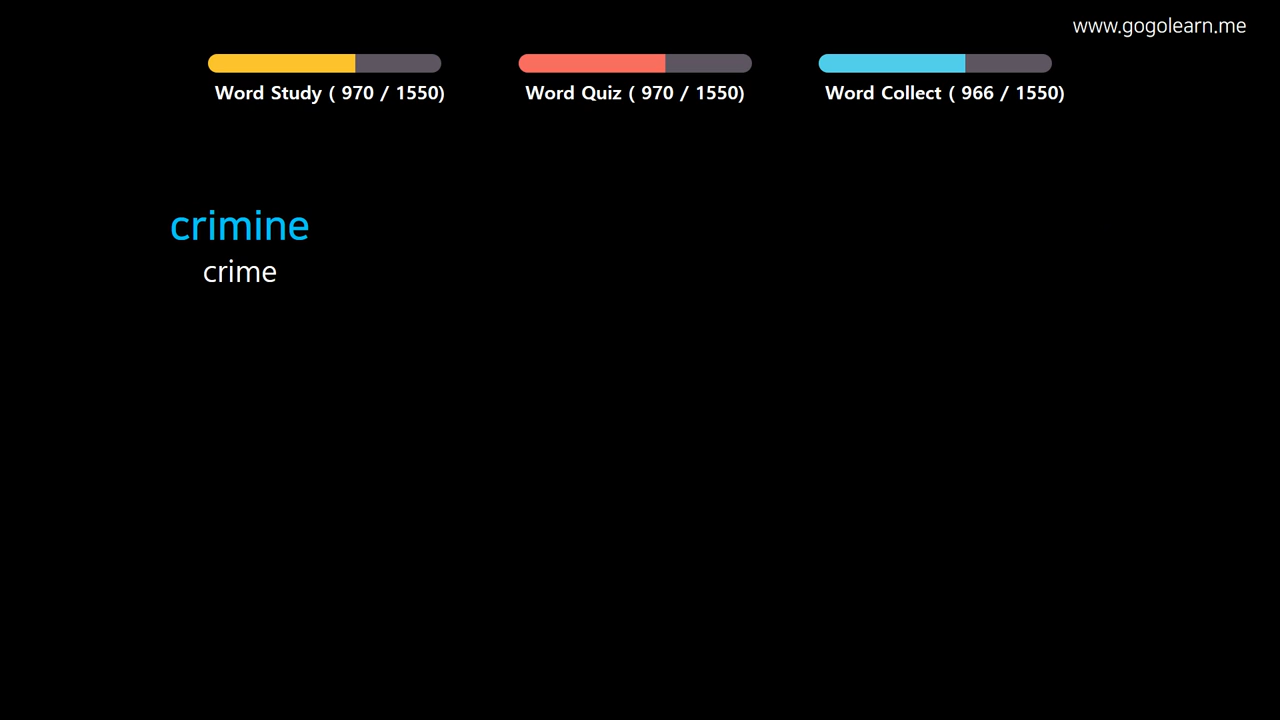 www.gogolearn.me
Word Study ( 970 / 1550)
Word Quiz ( 970 / 1550)
Word Collect ( 966 / 1550)
crimine
crime